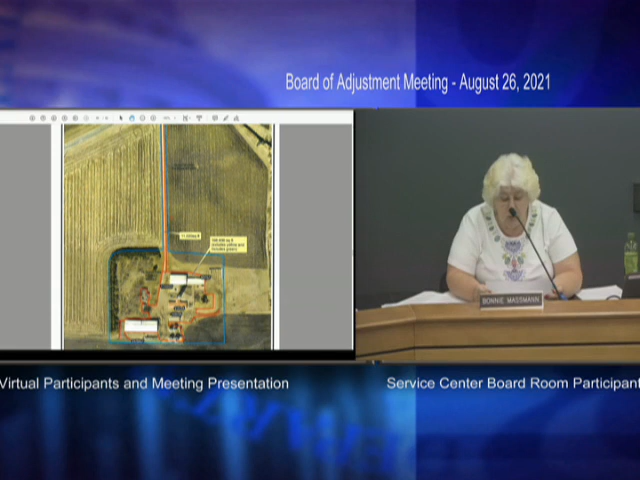 Board of Adjustment Meeting - August 26, 2021
BONNIE MASSMANN
Virtual Participants and Meeting Presentation
Service Center Board Room Participant